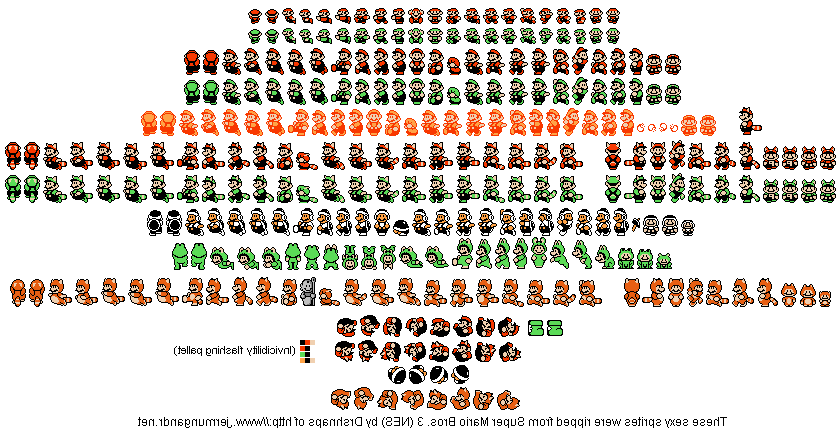 (Invicibility flashing pallet)
These sexy sprites were ripped from Super Mario Bros. 3 (NES) by Drshnaps of http://www.jermungandr.net